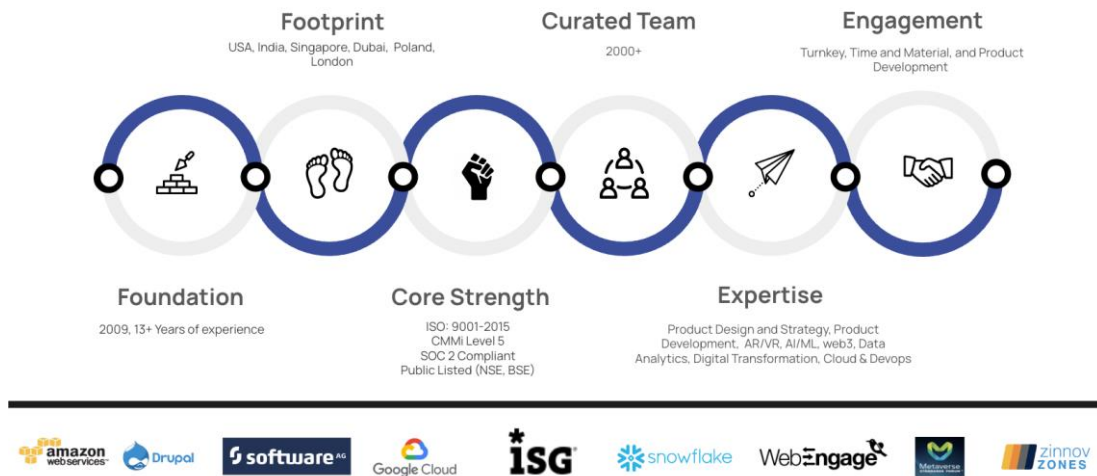 Footprint
USA, India, Singapore, Dubai, Poland,
London
Curated Team
2000+
Engagement
Turnkey, Time and Material, and Product
Development
Foundation
2009, 13+ Years of experience
Core Strength
ISO: 9001-2015
CMMi Level 5
SOC 2 Compliant
Public Listed (NSE, BSE)
Expertise
Product Design and Strategy, Product
Development, AR/VR, AI/ML, web3, Data
Analytics, Digital Transformation, Cloud & Devops
amazon
web services
Drupal
software AG
Google Cloud
*ISG
snowflake
WebEngage
Metaverse
zinnov
ZONES